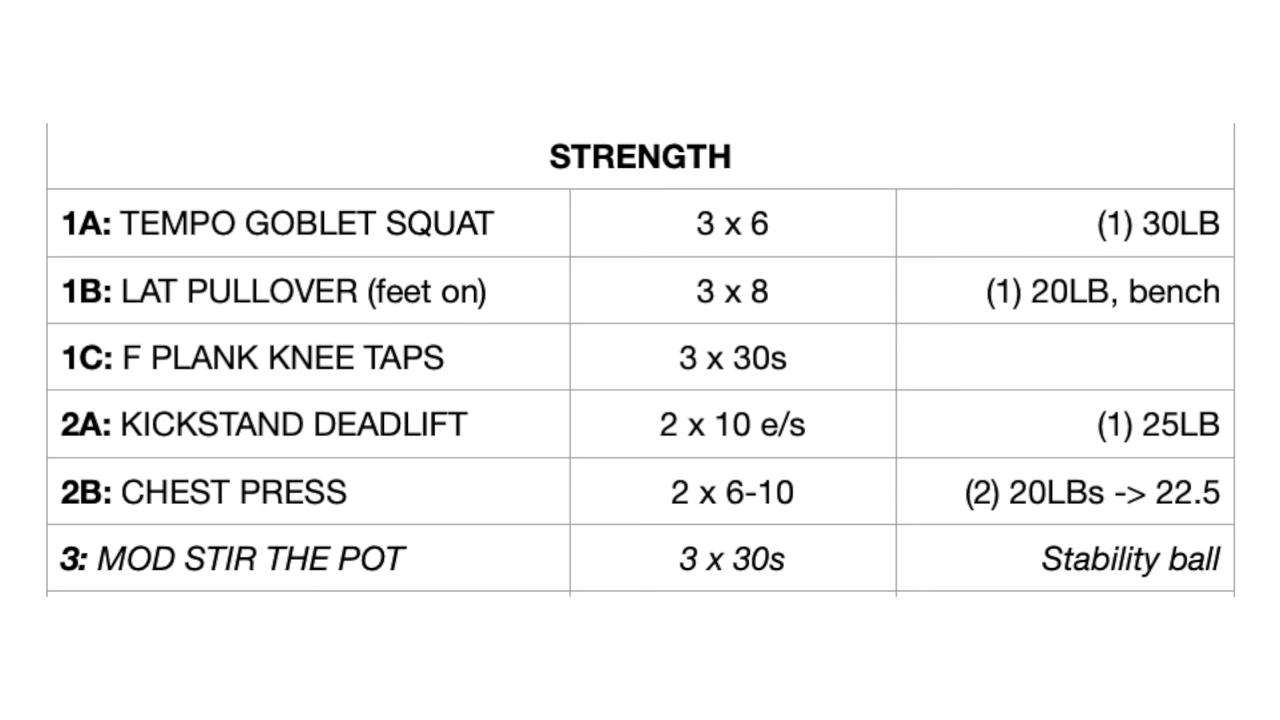 STRENGTH
1A: TEMPO GOBLET SQUAT 3 x 6 (1) 30LB
1B: LAT PULLOVER (feet on) 3 x 8 (1) 20LB, bench
1C: F PLANK KNEE TAPS 3 x 30s
2A: KICKSTAND DEADLIFT 2 x 10 e/s (1) 25LB
2B: CHEST PRESS 2 x 6-10 (2) 20LBs -> 22.5
3: MOD STIR THE POT 3 x 30s Stability ball